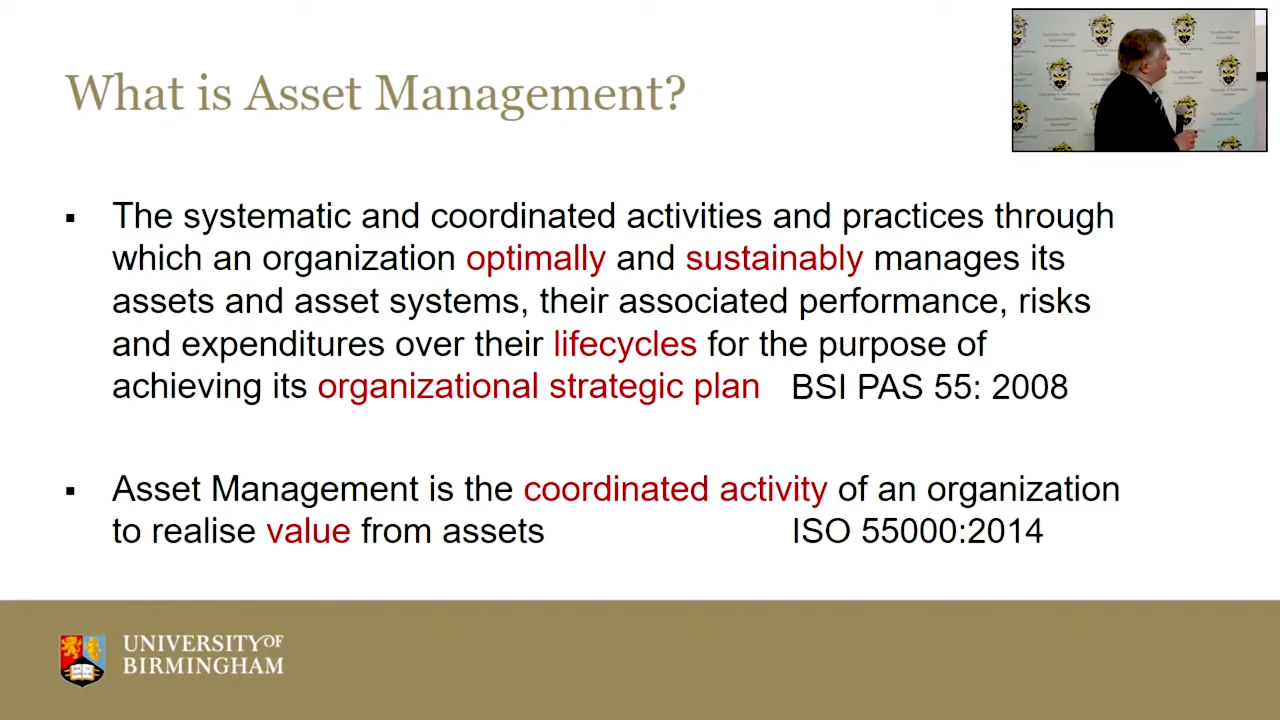 What is Asset Management?
▪ The systematic and coordinated activities and practices through
which an organization optimally and sustainably manages its
assets and asset systems, their associated performance, risks
and expenditures over their lifecycles for the purpose of
achieving its organizational strategic plan BSI PAS 55: 2008
▪ Asset Management is the coordinated activity of an organization
to realise value from assets ISO 55000:2014
UNIVERSITY OF
BIRMINGHAM